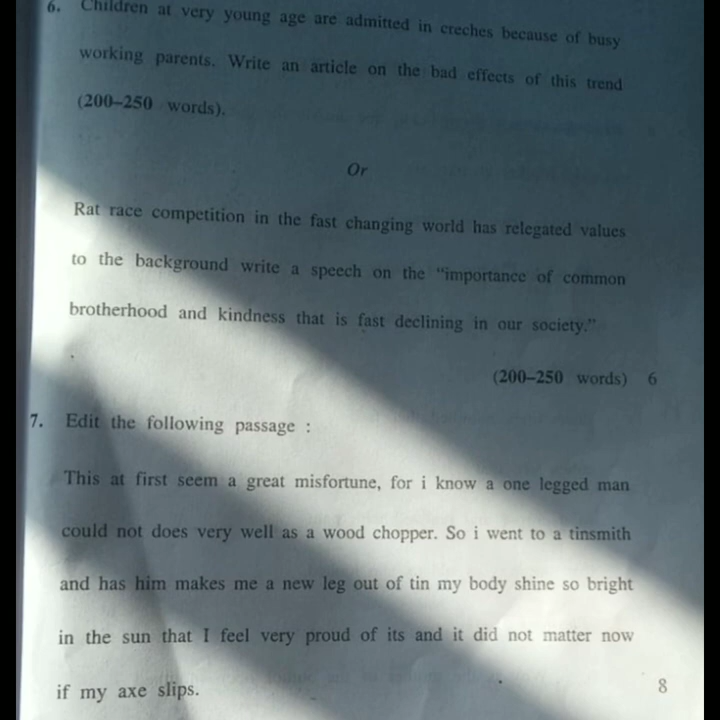 6. Children at very young age are admitted in creches because of busy
working parents. Write an article on the bad effects of this trend
(200–250 words).
Or
Rat race competition in the fast changing world has relegated values
to the background write a speech on the "importance of common
brotherhood and kindness that is fast declining in our society."
(200–250 words) 6
7. Edit the following passage :
This at first seem a great misfortune, for i know a one legged man
could not does very well as a wood chopper. So i went to a tinsmith
and has him makes me a new leg out of tin my body shine so bright
in the sun that I feel very proud of its and it did not matter now
if my axe slips. 8